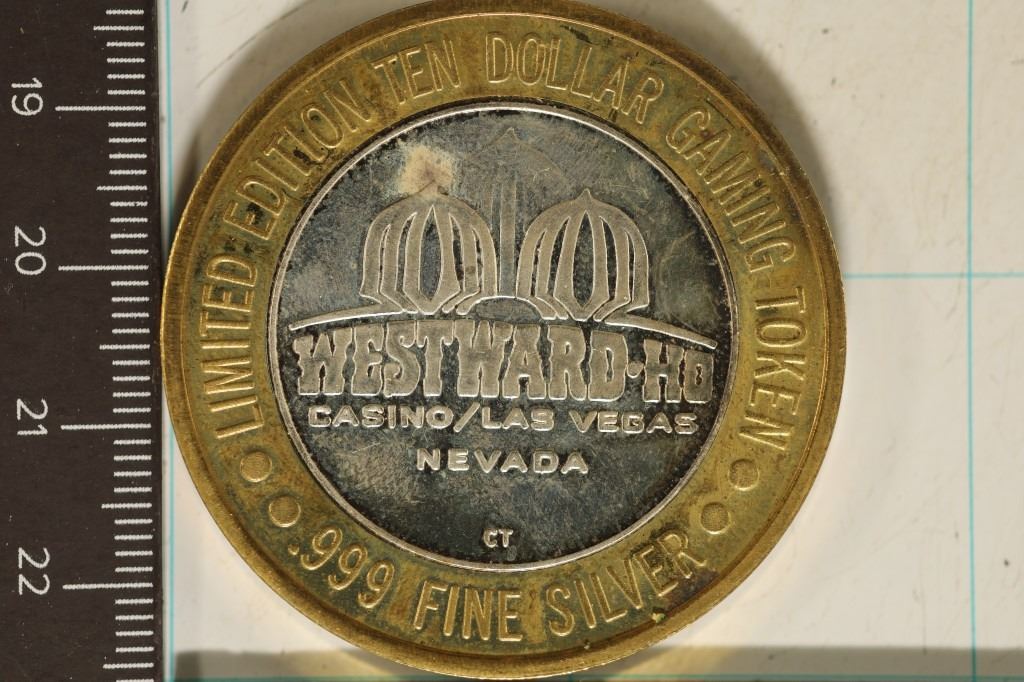 LIMITED EDITION TEN DOLLAR GAMING TOKEN
WESTWARD·HO
CASINO/LAS VEGAS
NEVADA
CT
.999 FINE SILVER
19
20
21
22